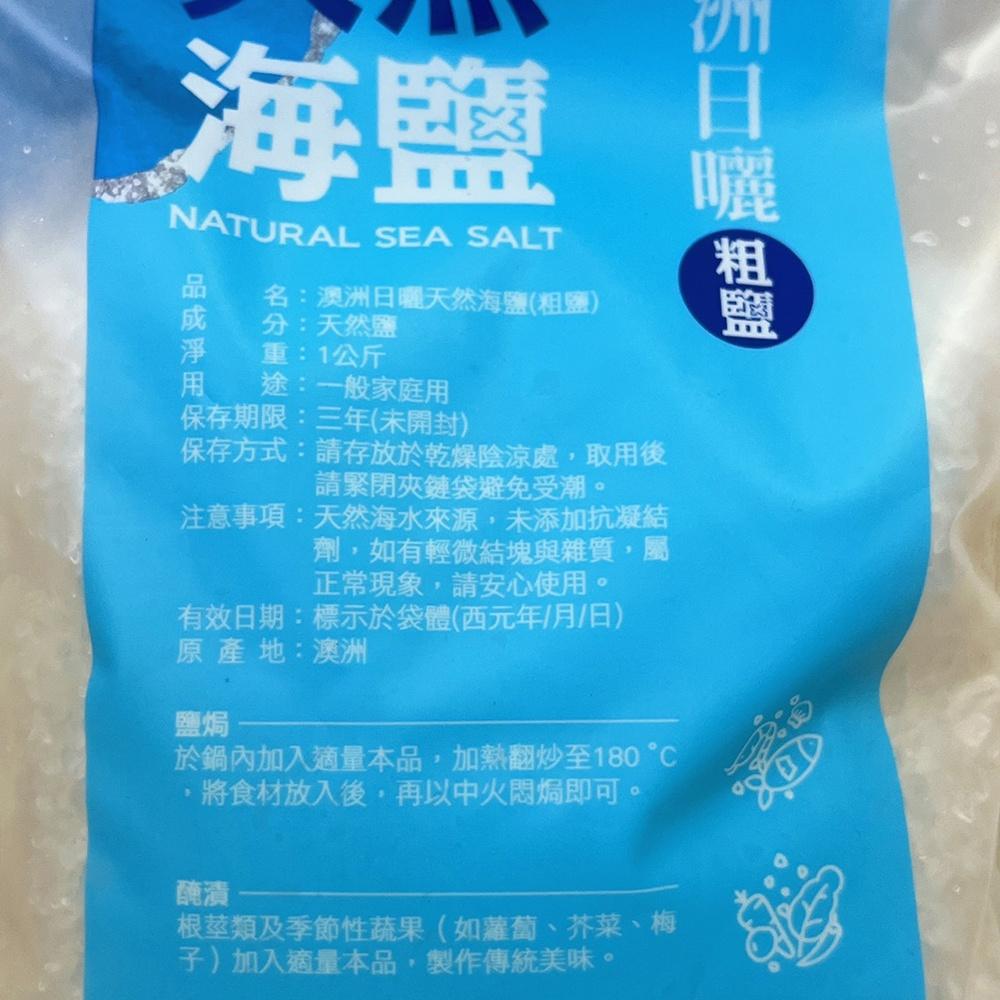 天然
海鹽
NATURAL SEA SALT
洲日曬
粗鹽
品名：澳洲日曬天然海鹽(粗鹽)
成分：天然鹽
淨重：1公斤
用途：一般家庭用
保存期限：三年(未開封)
保存方式：請存放於乾燥陰涼處，取用後
請緊閉夾鏈袋避免受潮。
注意事項：天然海水來源，未添加抗凝結
劑，如有輕微結塊與雜質，屬
正常現象，請安心使用。
有效日期：標示於袋體(西元年/月/日)
原產地：澳洲
鹽焗
於鍋內加入適量本品，加熱翻炒至180°C
，將食材放入後，再以中火悶焗即可。
醃漬
根莖類及季節性蔬果（如蘿蔔、芥菜、梅
子）加入適量本品，製作傳統美味。